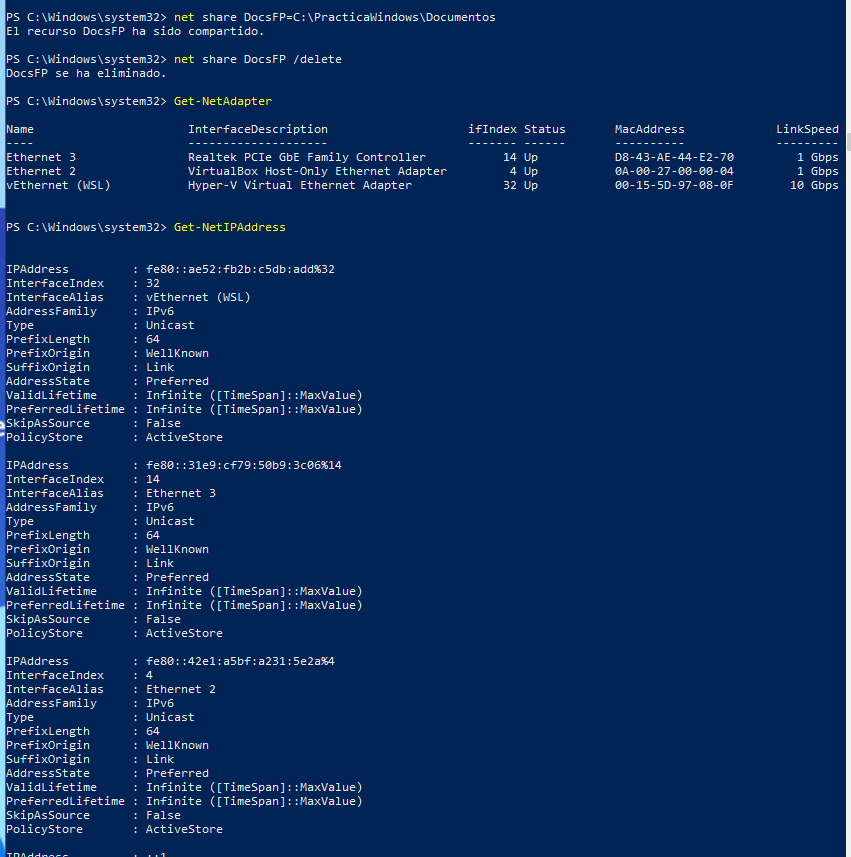 PS C:\Windows\system32> net share DocsFP=C:\PracticaWindows\Documentos
El recurso DocsFP ha sido compartido.
PS C:\Windows\system32> net share DocsFP /delete
DocsFP se ha eliminado.
PS C:\Windows\system32> Get-NetAdapter
Name InterfaceDescription ifIndex Status MacAddress LinkSpeed
---- -------------------- ------- ------ ---------- ---------
Ethernet 3 Realtek PCIe GbE Family Controller 14 Up D8-43-AE-44-E2-70 1 Gbps
Ethernet 2 VirtualBox Host-Only Ethernet Adapter 4 Up 0A-00-27-00-00-04 1 Gbps
vEthernet (WSL) Hyper-V Virtual Ethernet Adapter 32 Up 00-15-5D-97-08-0F 10 Gbps
PS C:\Windows\system32> Get-NetIPAddress
IPAddress : fe80::ae52:fb2b:c5db:add%32
InterfaceIndex : 32
InterfaceAlias : vEthernet (WSL)
AddressFamily : IPv6
Type : Unicast
PrefixLength : 64
PrefixOrigin : WellKnown
SuffixOrigin : Link
AddressState : Preferred
ValidLifetime : Infinite ([TimeSpan]::MaxValue)
PreferredLifetime : Infinite ([TimeSpan]::MaxValue)
SkipAsSource : False
PolicyStore : ActiveStore
IPAddress : fe80::31e9:cf79:50b9:3c06%14
InterfaceIndex : 14
InterfaceAlias : Ethernet 3
AddressFamily : IPv6
Type : Unicast
PrefixLength : 64
PrefixOrigin : WellKnown
SuffixOrigin : Link
AddressState : Preferred
ValidLifetime : Infinite ([TimeSpan]::MaxValue)
PreferredLifetime : Infinite ([TimeSpan]::MaxValue)
SkipAsSource : False
PolicyStore : ActiveStore
IPAddress : fe80::42e1:a5bf:a231:5e2a%4
InterfaceIndex : 4
InterfaceAlias : Ethernet 2
AddressFamily : IPv6
Type : Unicast
PrefixLength : 64
PrefixOrigin : WellKnown
SuffixOrigin : Link
AddressState : Preferred
ValidLifetime : Infinite ([TimeSpan]::MaxValue)
PreferredLifetime : Infinite ([TimeSpan]::MaxValue)
SkipAsSource : False
PolicyStore : ActiveStore
IPAddress : ::1